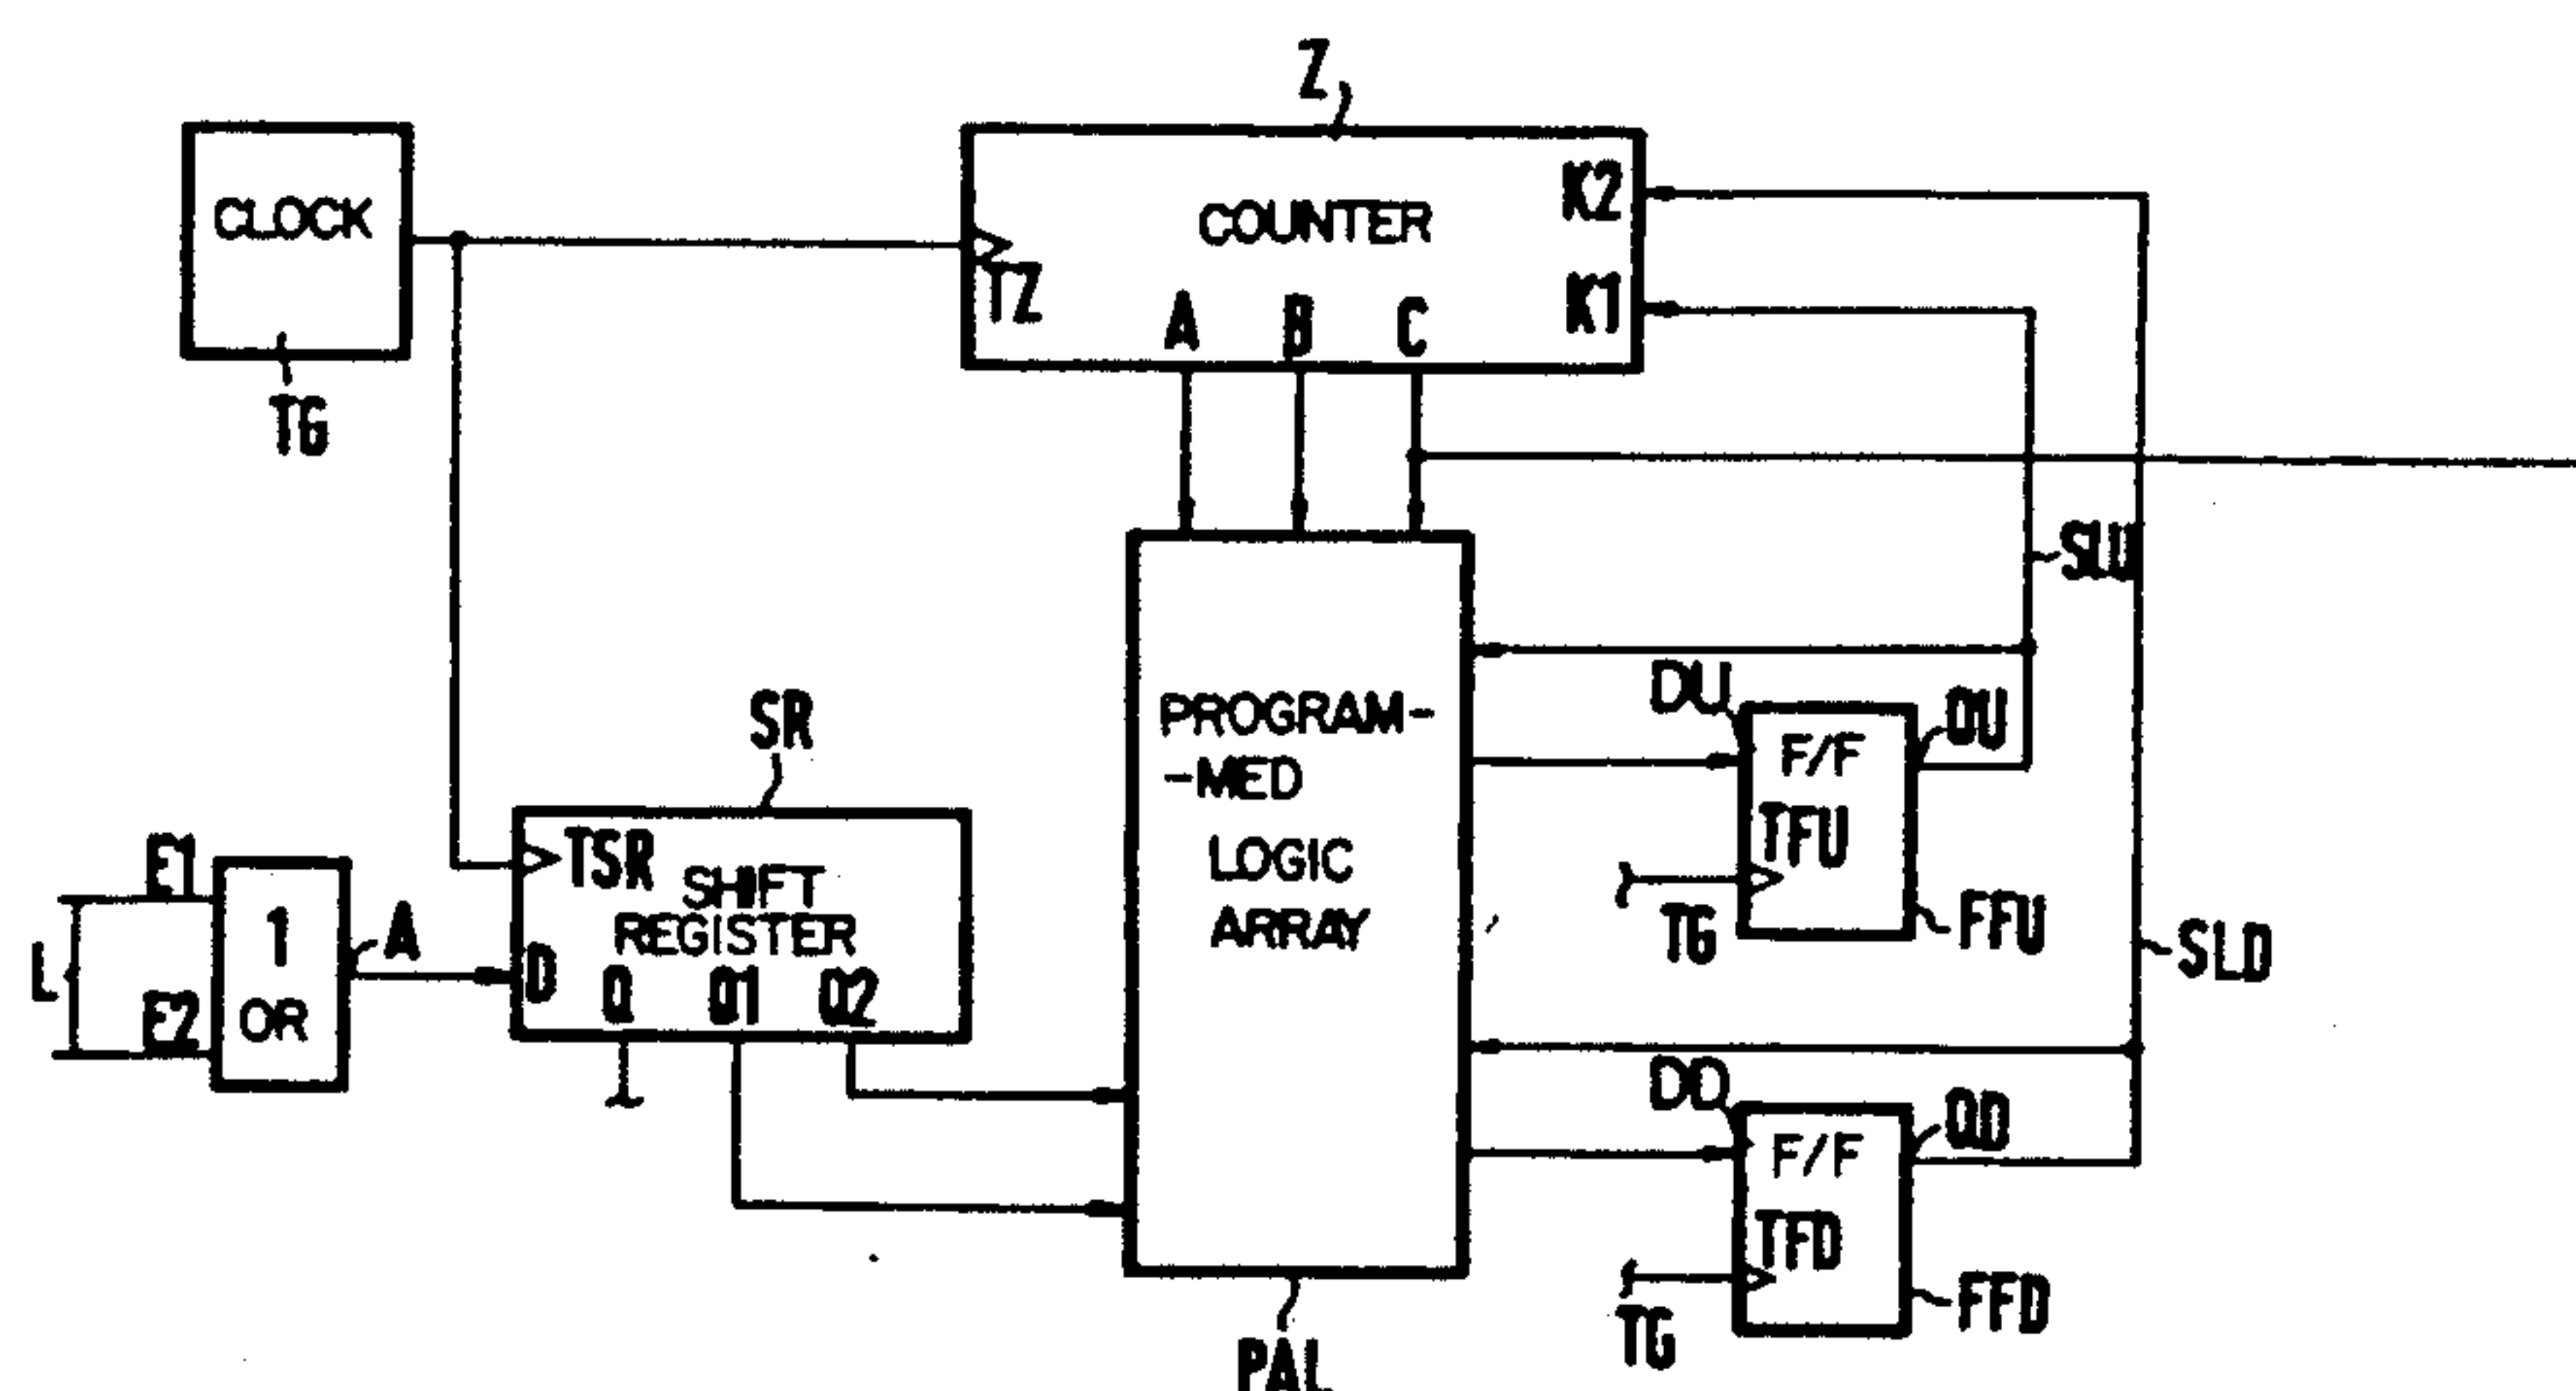 Z
CLOCK
TG
COUNTER
K2
K1
TZ
A B C
SLU
SR
TSR
SHIFT
REGISTER
D
Q Q1 Q2
E1
E2
L
1
OR
A
PROGRAM-
-MED
LOGIC
ARRAY
PAL
DU
F/F
QU
TFU
TG
FFU
SLD
DD
F/F
QD
TFD
TG
FFD